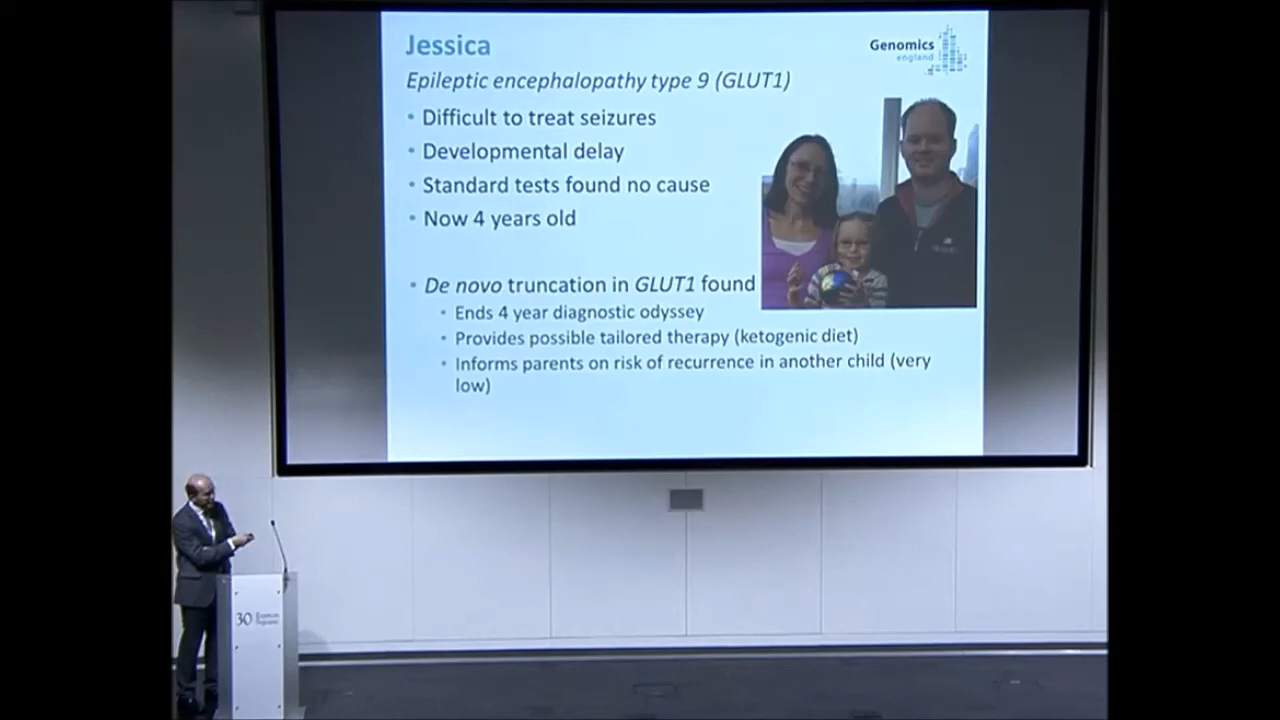 Jessica
Genomics
england
Epileptic encephalopathy type 9 (GLUT1)
• Difficult to treat seizures
• Developmental delay
• Standard tests found no cause
• Now 4 years old
• De novo truncation in GLUT1 found
• Ends 4 year diagnostic odyssey
• Provides possible tailored therapy (ketogenic diet)
• Informs parents on risk of recurrence in another child (very
low)
30